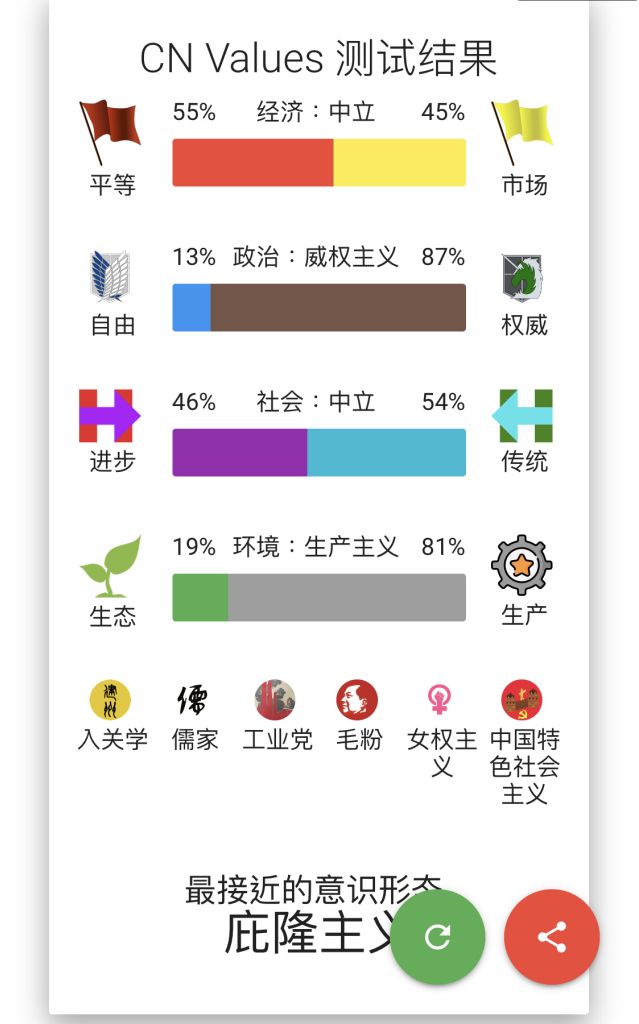 CN Values 测试结果
55% 经济：中立 45%
平等 市场
13% 政治：威权主义 87%
自由 权威
46% 社会：中立 54%
进步 传统
19% 环境：生产主义 81%
生态 生产
入关学 儒家 工业党 毛粉 女权主 中国特
义 色社会
主义
最接近的意识形态
庇隆主义